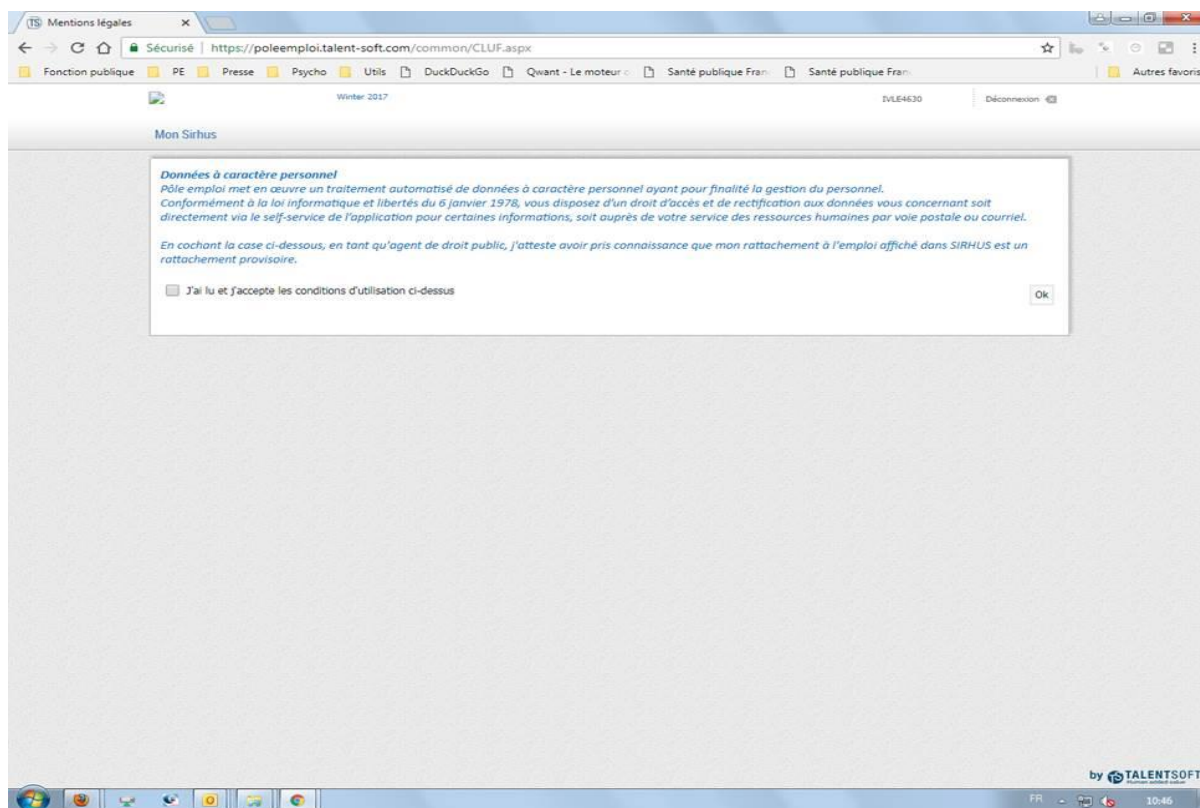 Mentions légales
Sécurisé | https://poleemploi.talent-soft.com/common/CLUF.aspx
Fonction publique PE Presse Psycho Utils DuckDuckGo Qwant - Le moteur Santé publique Fran Santé publique Fran Autres favoris
Winter 2017 IVLE4630 Déconnexion
Mon Sirhus
Données à caractère personnel
Pôle emploi met en œuvre un traitement automatisé de données à caractère personnel ayant pour finalité la gestion du personnel.
Conformément à la loi informatique et libertés du 6 janvier 1978, vous disposez d'un droit d'accès et de rectification aux données vous concernant soit
directement via le self-service de l'application pour certaines informations, soit auprès de votre service des ressources humaines par voie postale ou courriel.
En cochant la case ci-dessous, en tant qu'agent de droit public, j'atteste avoir pris connaissance que mon rattachement à l'emploi affiché dans SIRHUS est un
rattachement provisoire.
J'ai lu et j'accepte les conditions d'utilisation ci-dessus
Ok
by TALENTSOFT
FR 10:46